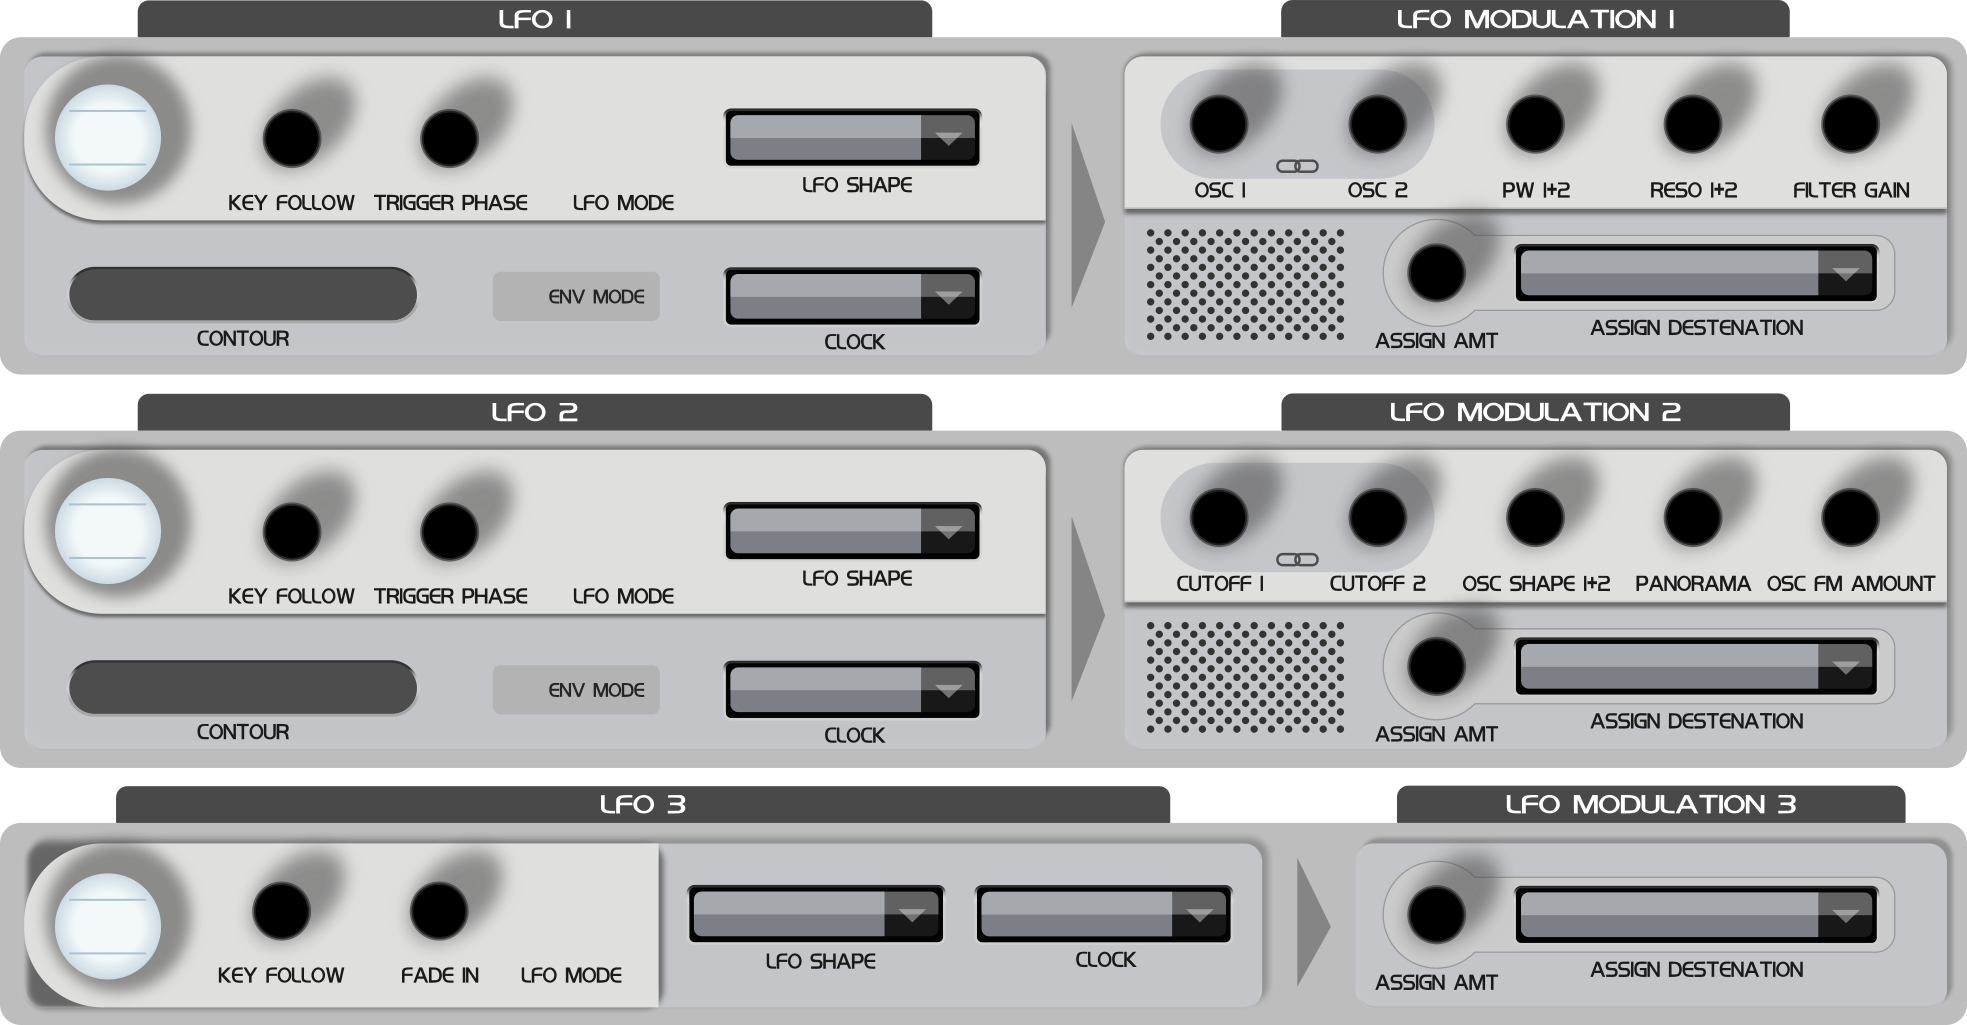 LFO 1
LFO MODULATION 1
KEY FOLLOW
TRIGGER PHASE
LFO MODE
LFO SHAPE
OSC 1
OSC 2
PW 1+2
RESO 1+2
FILTER GAIN
CONTOUR
ENV MODE
CLOCK
ASSIGN AMT
ASSIGN DESTENATION
LFO 2
LFO MODULATION 2
KEY FOLLOW
TRIGGER PHASE
LFO MODE
LFO SHAPE
CUTOFF 1
CUTOFF 2
OSC SHAPE 1+2
PANORAMA
OSC FM AMOUNT
CONTOUR
ENV MODE
CLOCK
ASSIGN AMT
ASSIGN DESTENATION
LFO 3
LFO MODULATION 3
KEY FOLLOW
FADE IN
LFO MODE
LFO SHAPE
CLOCK
ASSIGN AMT
ASSIGN DESTENATION